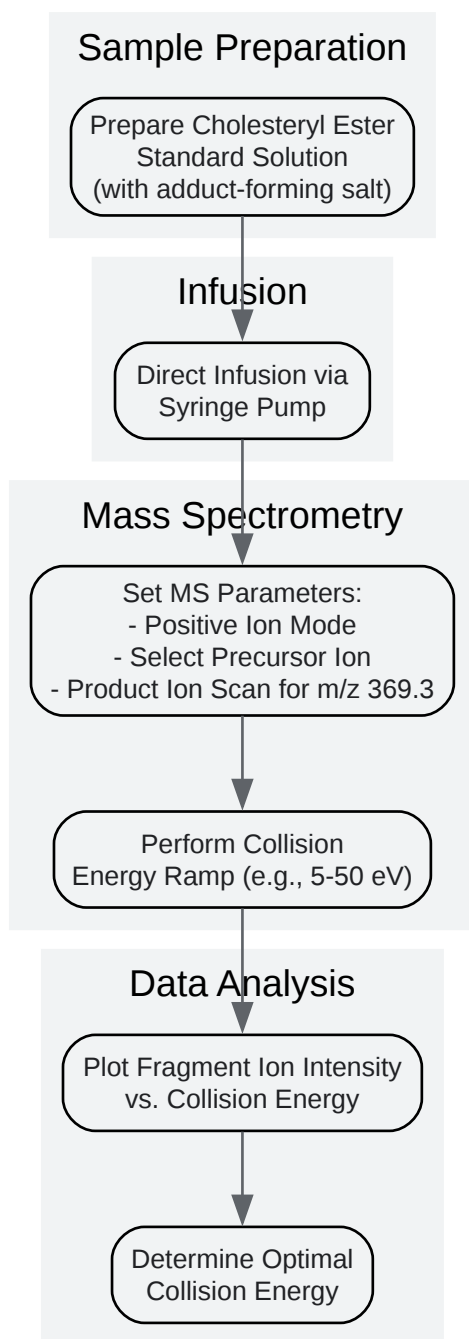 Sample Preparation
Prepare Cholesteryl Ester
Standard Solution
(with adduct-forming salt)
Infusion
Direct Infusion via
Syringe Pump
Mass Spectrometry
Set MS Parameters:
- Positive Ion Mode
- Select Precursor Ion
- Product Ion Scan for m/z 369.3
Perform Collision
Energy Ramp (e.g., 5-50 eV)
Data Analysis
Plot Fragment Ion Intensity
vs. Collision Energy
Determine Optimal
Collision Energy